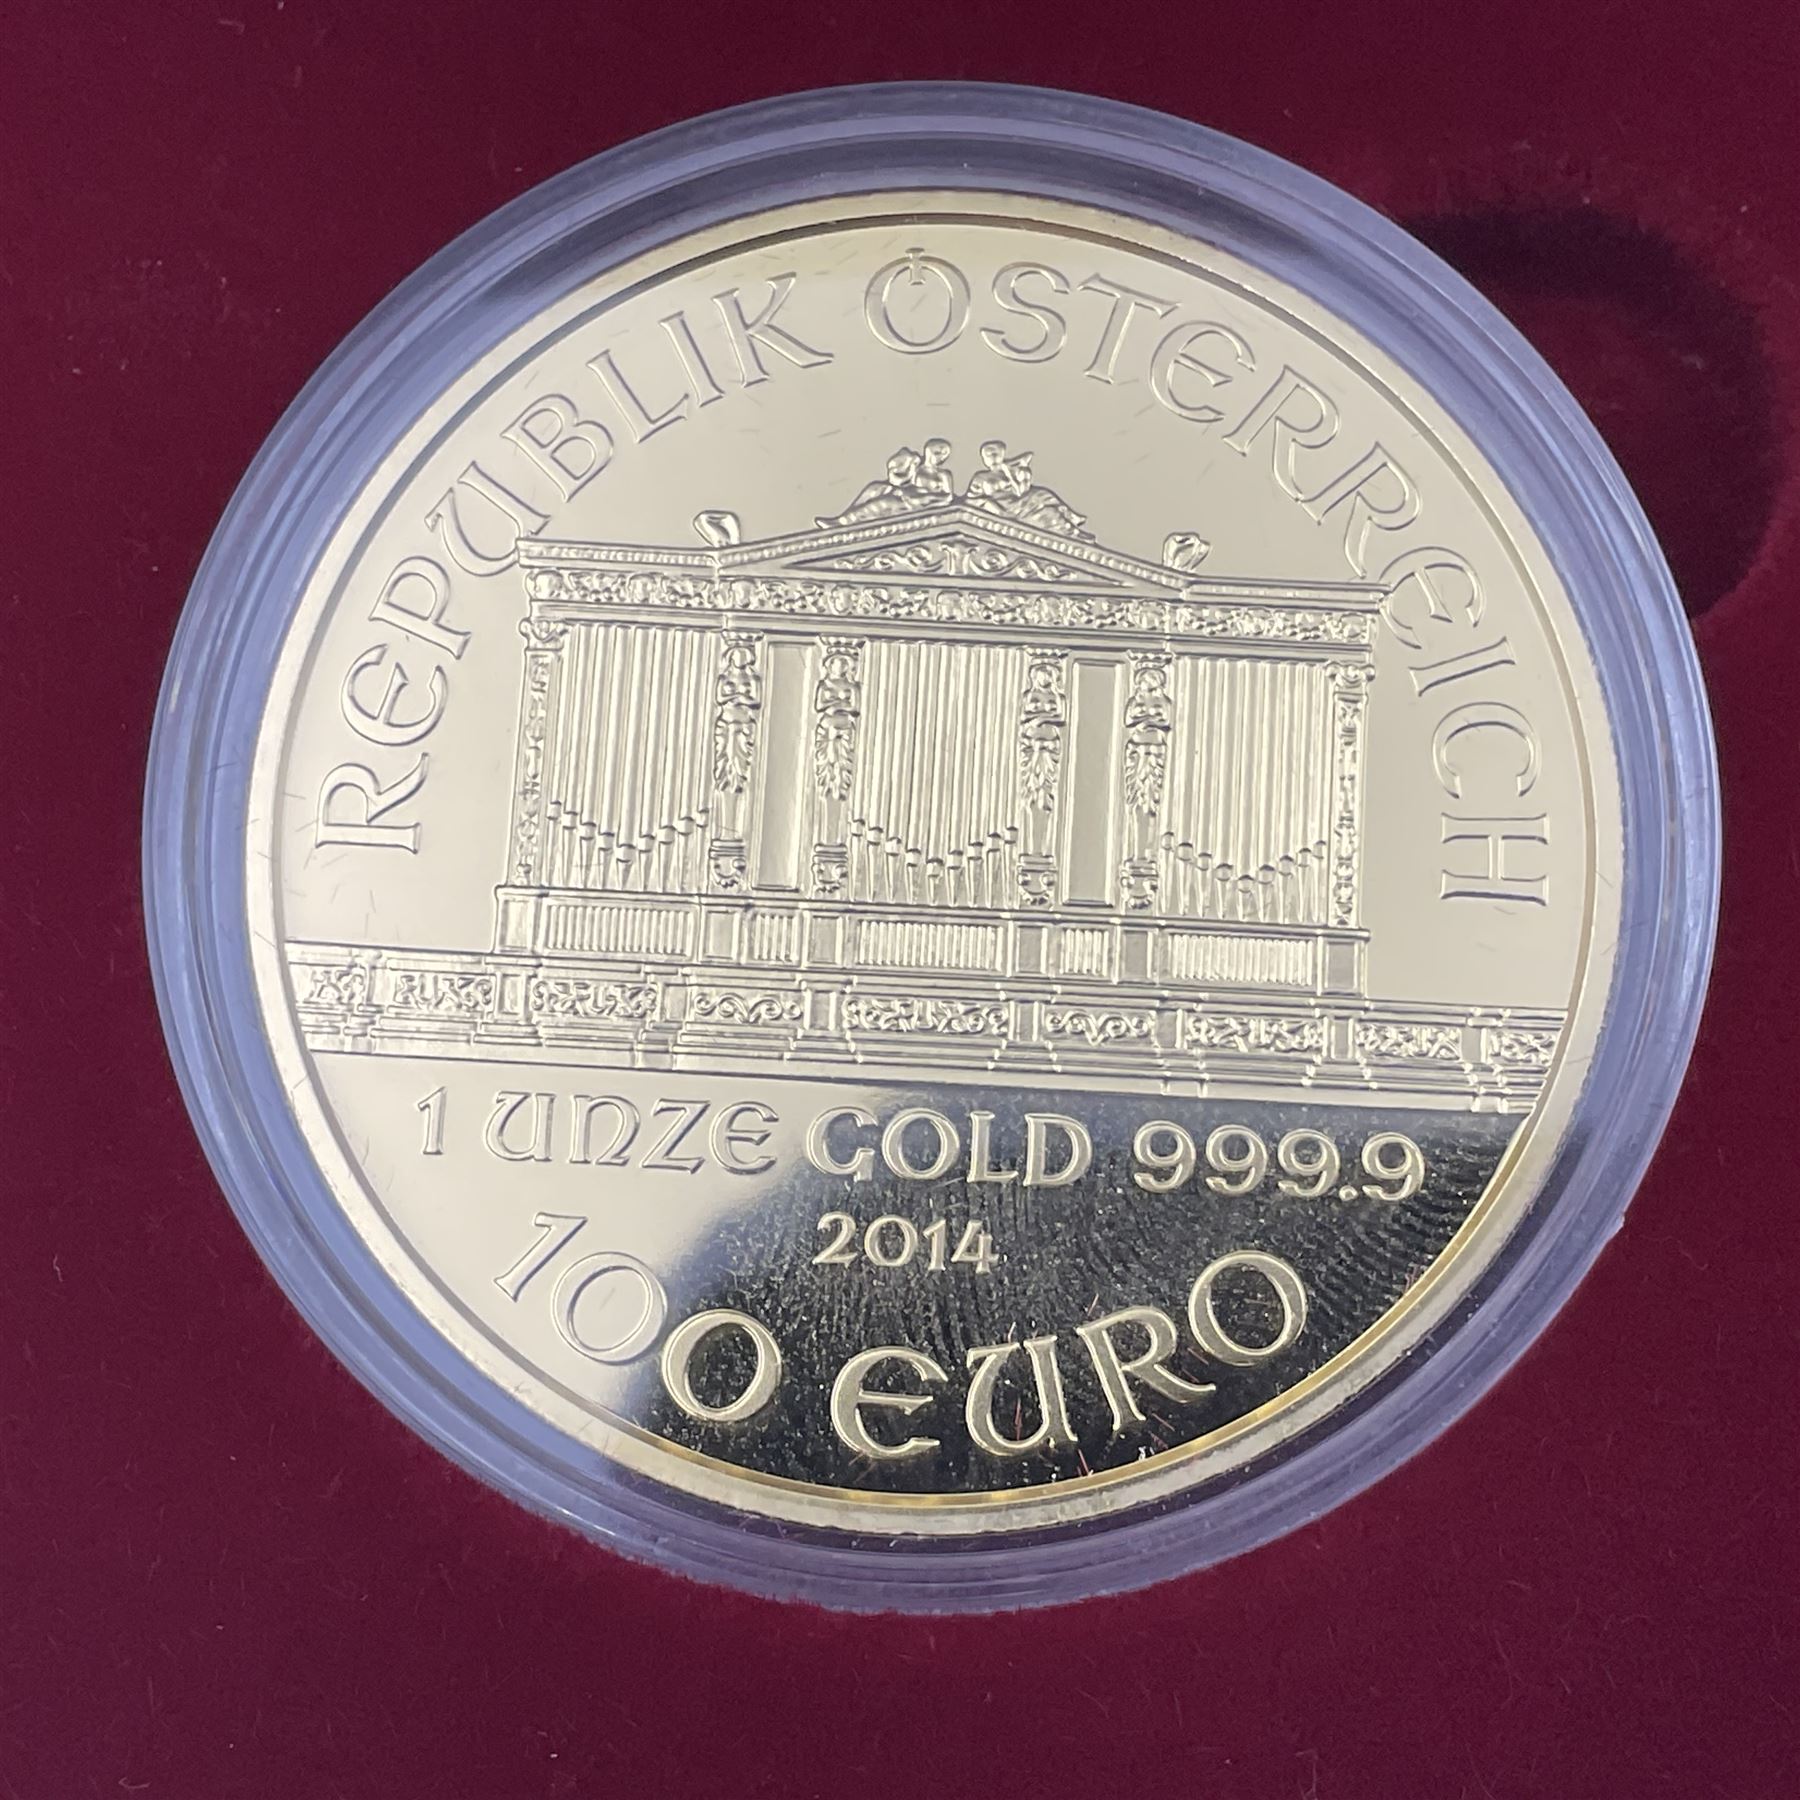 REPUBLIK ÖSTERREICH
1 UNZE GOLD 999.9
2014
100 EURO